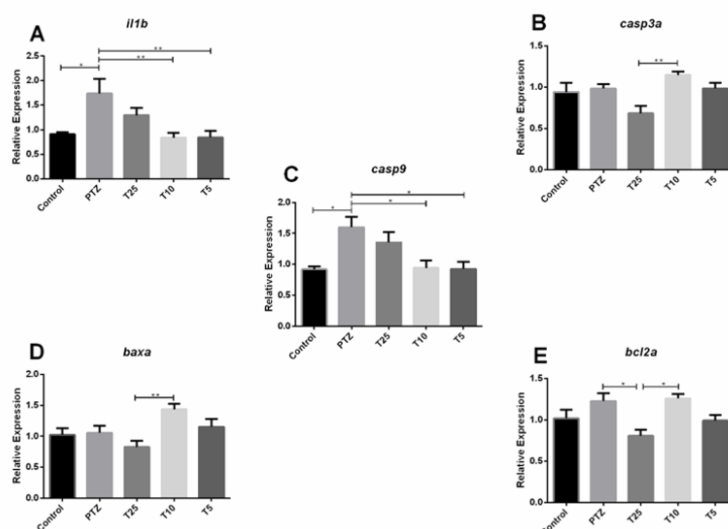 A
il1b
Relative Expression
2.5
2.0
1.5
1.0
0.5
0.0
*
**
**
Control
PTZ
T25
T10
T5
B
casp3a
Relative Expression
1.5
1.0
0.5
0.0
**
Control
PTZ
T25
T10
T5
C
casp9
Relative Expression
2.0
1.5
1.0
0.5
0.0
*
*
*
Control
PTZ
T25
T10
T5
D
baxa
Relative Expression
2.0
1.5
1.0
0.5
0.0
**
Control
PTZ
T25
T10
T5
E
bcl2a
Relative Expression
1.5
1.0
0.5
0.0
*
*
Control
PTZ
T25
T10
T5